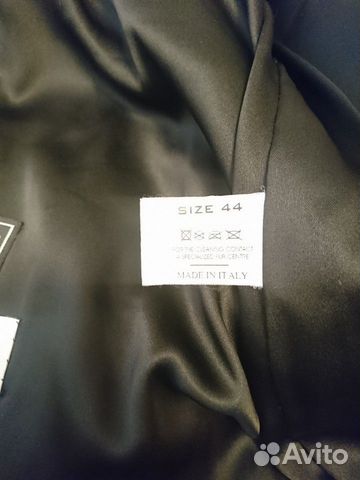 SIZE 44
FOR THE CLEANING CONTACT
A SPECIALIZED FUR CENTRE
MADE IN ITALY
Avito